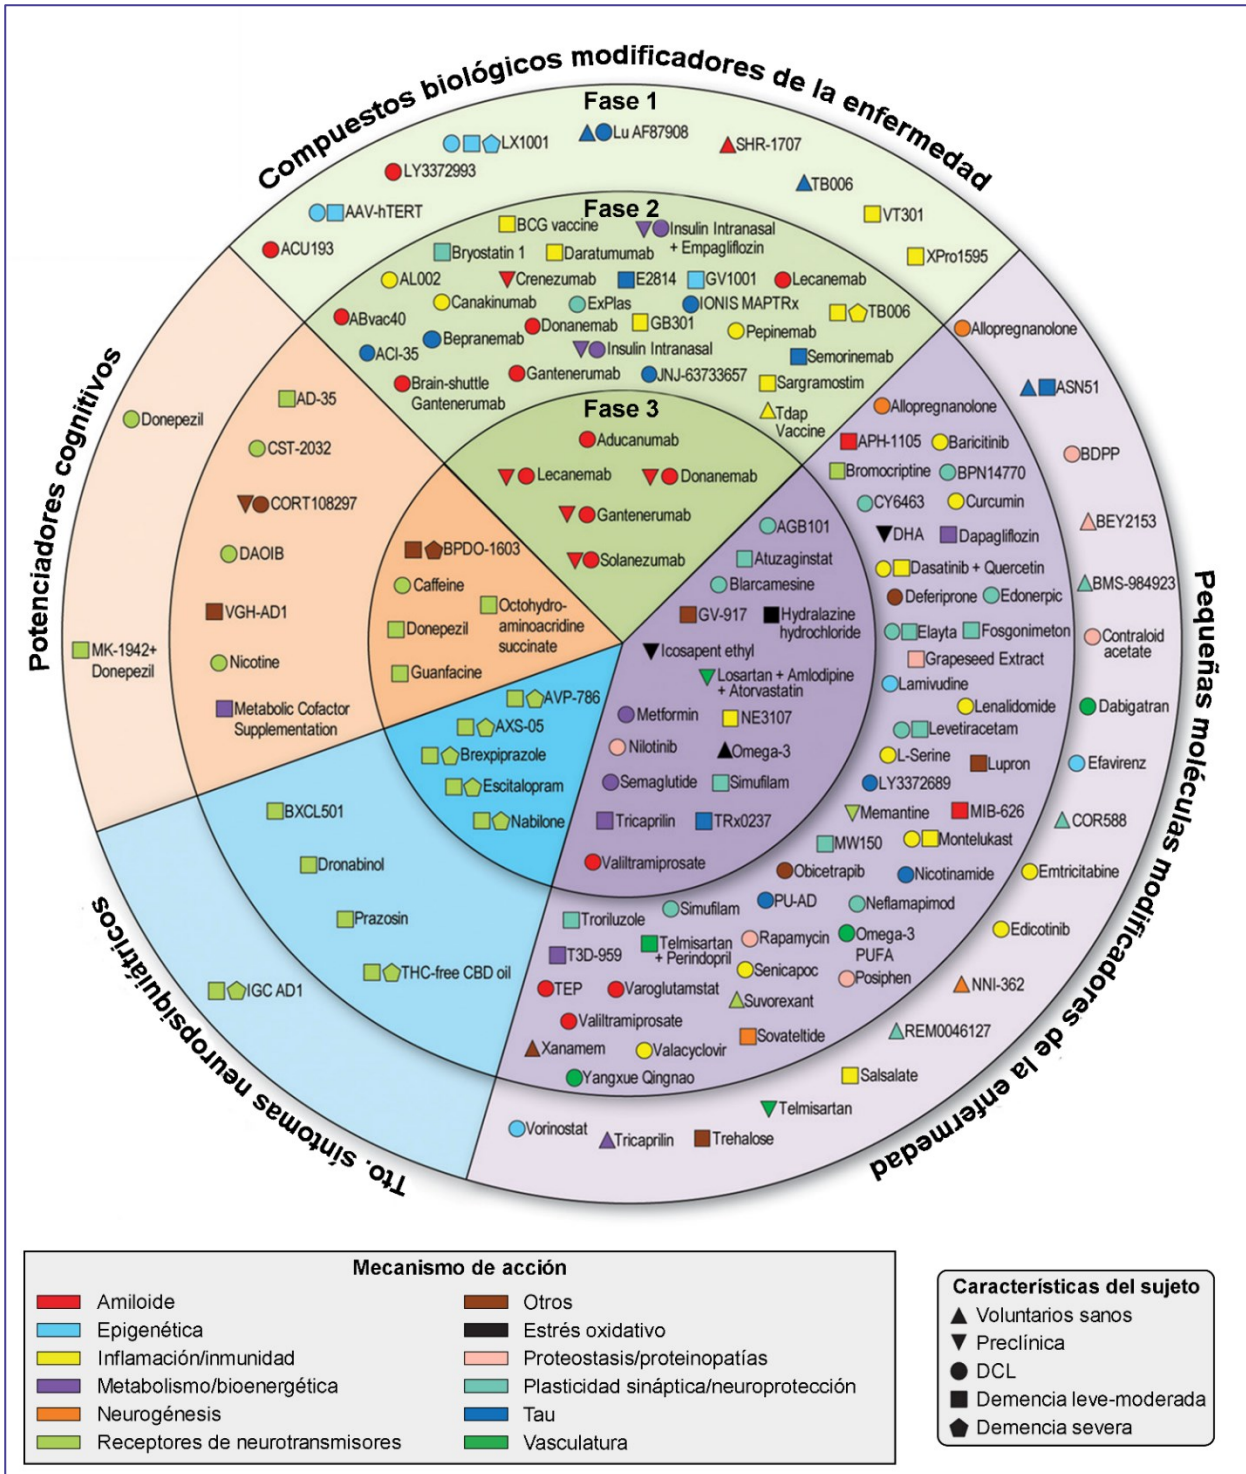 Compuestos biológicos modificadores de la enfermedad
Fase 1
Lu AF87908
LX1001
SHR-1707
LY3372993
TB006
AAV-hTERT
VT301
ACU193
XPro1595
Fase 2
BCG vaccine
Insulin Intranasal
+ Empagliflozin
Bryostatin 1
Daratumumab
AL002
Crenezumab
E2814
GV1001
Lecanemab
Canakinumab
ExPlas
IONIS MAPTRx
TB006
ABvac40
Donanemab
GB301
Pepinemab
Bepranemab
ACI-35
Insulin Intranasal
Semorinemab
Brain-shuttle
Gantenerumab
Gantenerumab
JNJ-63733657
Sargramostim
Tdap
Vaccine
Fase 3
Aducanumab
Lecanemab
Donanemab
Gantenerumab
Solanezumab
Potenciadores cognitivos
Donepezil
MK-1942+
Donepezil
AD-35
CST-2032
CORT108297
DAOIB
VGH-AD1
Nicotine
Metabolic Cofactor
Supplementation
BPDO-1603
Caffeine
Octohydro-
aminoacridine
succinate
Donepezil
Guanfacine
Tto. síntomas neuropsiquiátricos
AVP-786
AXS-05
Brexpiprazole
Escitalopram
Nabilone
BXCL501
Dronabinol
Prazosin
THC-free CBD oil
IGC AD1
Pequeñas moléculas modificadores de la enfermedad
AGB101
Atuzaginstat
Blarcamesine
GV-917
Hydralazine
hydrochloride
Icosapent ethyl
Losartan + Amlodipine
+ Atorvastatin
Metformin
NE3107
Nilotinib
Omega-3
Semaglutide
Simufilam
Tricaprilin
TRx0237
Valiltramiprosate
Allopregnanolone
APH-1105
Baricitinib
Bromocriptine
BPN14770
CY6463
Curcumin
DHA
Dapagliflozin
Dasatinib + Quercetin
Deferiprone
Edonerpic
Elayta
Fosgonimeton
Grapeseed Extract
Lamivudine
Lenalidomide
Levetiracetam
L-Serine
Lupron
LY3372689
Memantine
MIB-626
MW150
Montelukast
Obicetrapib
Nicotinamide
PU-AD
Neflamapimod
Simufilam
Troriluzole
Telmisartan
+ Perindopril
Rapamycin
Omega-3
PUFA
T3D-959
Senicapoc
Posiphen
TEP
Varoglutamstat
Suvorexant
Valiltramiprosate
Sovateltide
Xanamem
Valacyclovir
Yangxue Qingnao
Allopregnanolone
ASN51
BDPP
BEY2153
BMS-984923
Contraloid
acetate
Dabigatran
Efavirenz
COR588
Emtricitabine
Edicotinib
NNI-362
REM0046127
Salsalate
Telmisartan
Trehalose
Tricaprilin
Vorinostat
Mecanismo de acción
Amiloide
Epigenética
Inflamación/inmunidad
Metabolismo/bioenergética
Neurogénesis
Receptores de neurotransmisores
Otros
Estrés oxidativo
Proteostasis/proteinopatías
Plasticidad sináptica/neuroprotección
Tau
Vasculatura
Características del sujeto
Voluntarios sanos
Preclínica
DCL
Demencia leve-moderada
Demencia severa